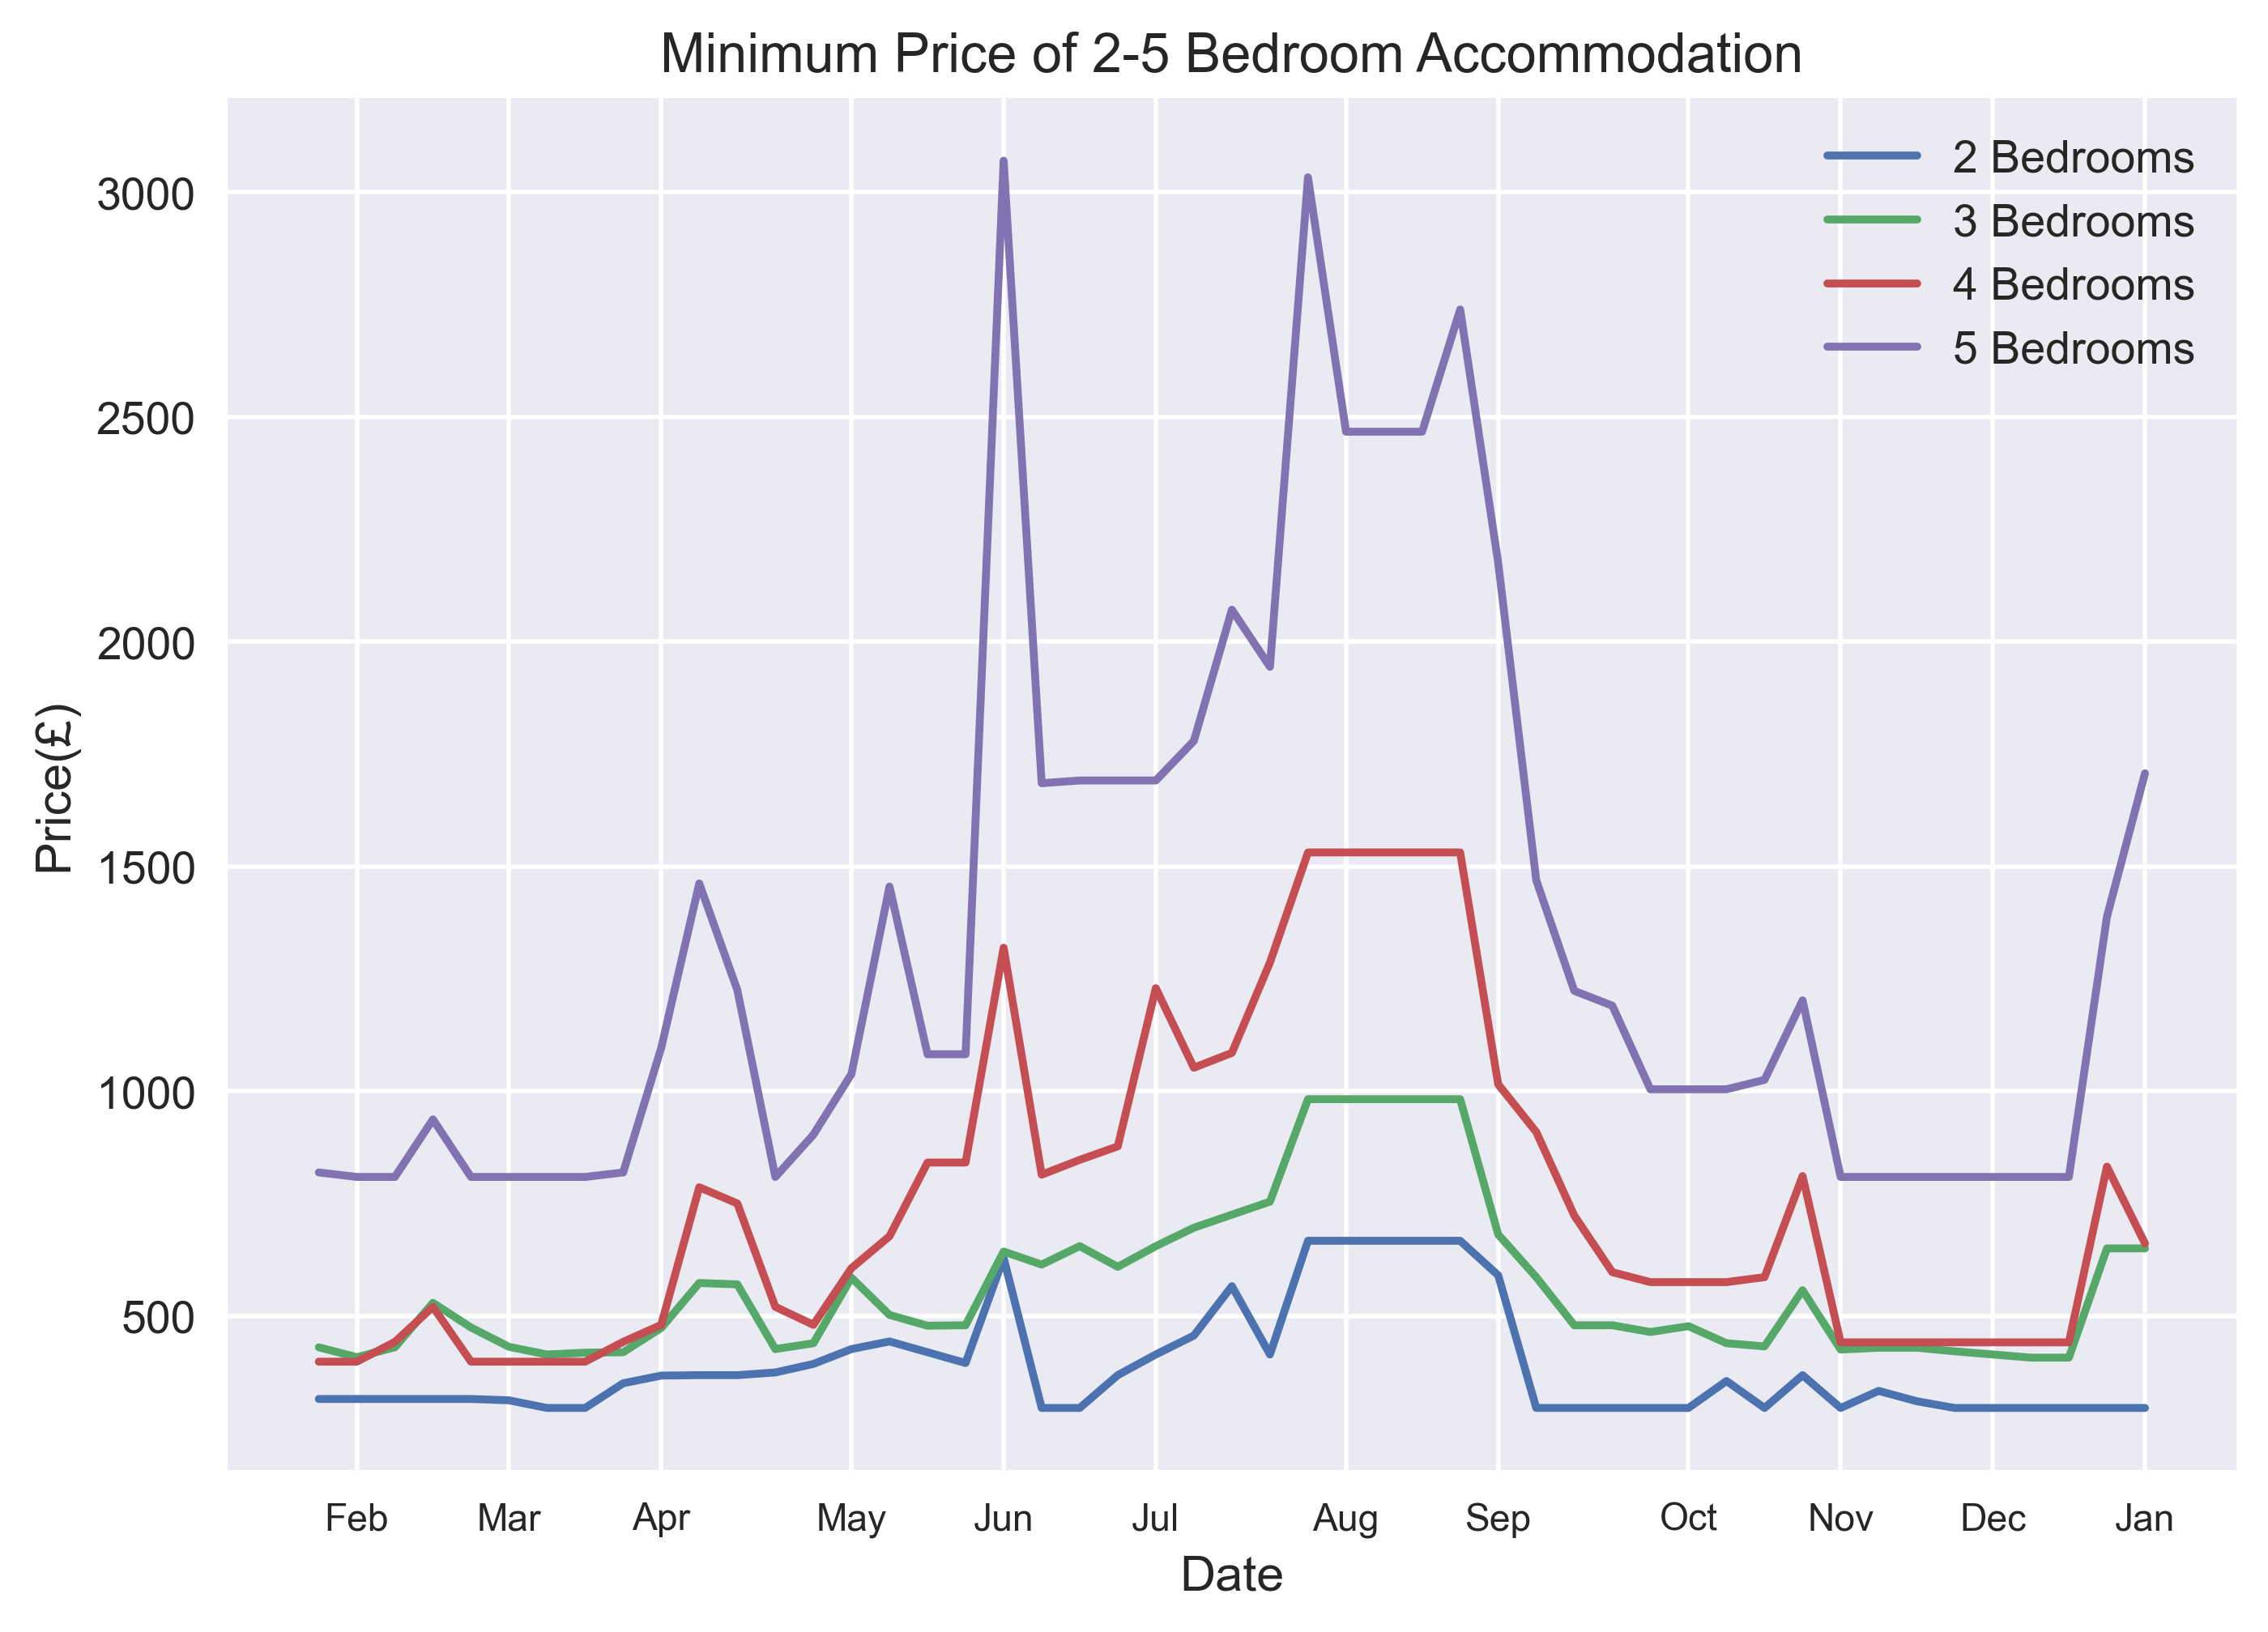 Minimum Price of 2-5 Bedroom Accommodation
2 Bedrooms
3 Bedrooms
4 Bedrooms
5 Bedrooms
3000
2500
2000
1500
1000
500
Price(£)
Feb Mar Apr May Jun Jul Aug Sep Oct Nov Dec Jan
Date